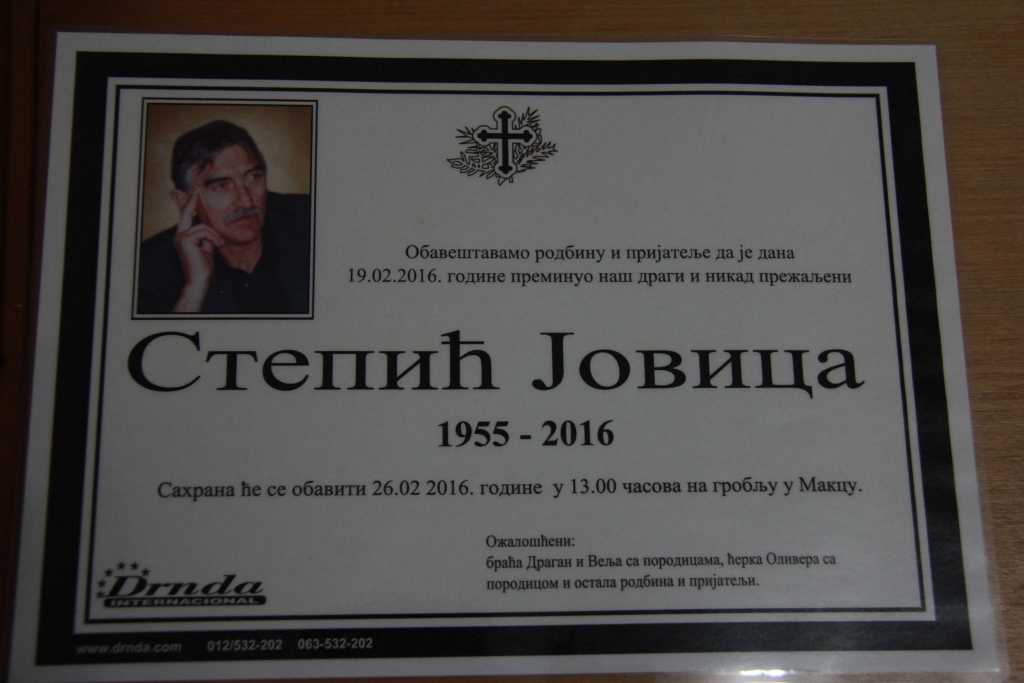 Обавештавамо родбину и пријатеље да је дана
19.02.2016. године преминуо наш драги и никад прежаљени
Степић Јовица
1955 - 2016
Сахрана ће се обавити 26.02 2016. године у 13.00 часова на гробљу у Макцу.
Ожалошћени:
браћа Драган и Веља са породицама, ћерка Оливера са
породицом и остала родбина и пријатељи.
Drnda
INTERNACIONAL
www.drnda.com 012/532-202 063-532-202